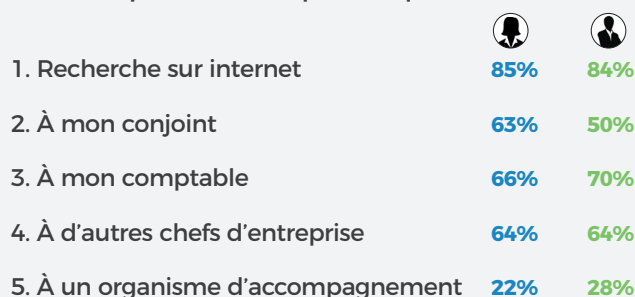 1. Recherche sur internet 85% 84%
2. À mon conjoint 63% 50%
3. À mon comptable 66% 70%
4. À d'autres chefs d'entreprise 64% 64%
5. À un organisme d'accompagnement 22% 28%